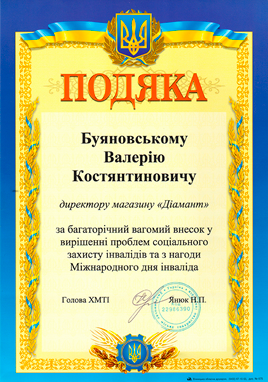 ПОДЯКА
Буяновському
Валерію
Костянтиновичу
директору магазину «Діамант»
за багаторічний вагомий внесок у
вирішенні проблем соціального
захисту інвалідів та з нагоди
Міжнародного дня інваліда
Голова ХМТІ Янюк Н.П.